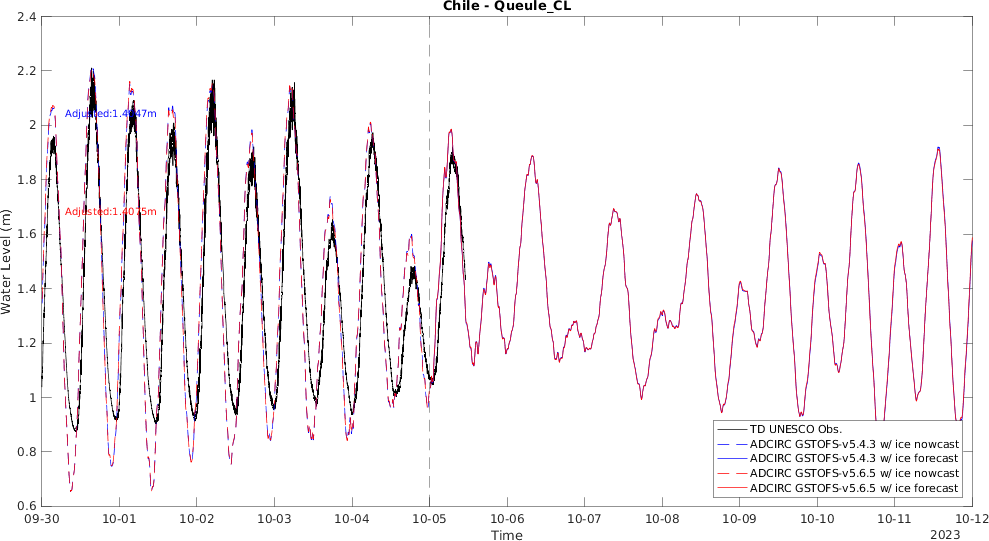 Chile - Queule_CL
2.4
2.2
2
1.8
1.6
1.4
1.2
1
0.8
0.6
Water Level (m)
Adjusted:1.4075m
TD UNESCO Obs.
ADCIRC GSTOFS-v5.4.3 w/ ice nowcast
ADCIRC GSTOFS-v5.4.3 w/ ice forecast
ADCIRC GSTOFS-v5.6.5 w/ ice nowcast
ADCIRC GSTOFS-v5.6.5 w/ ice forecast
09-30 10-01 10-02 10-03 10-04 10-05 10-06 10-07 10-08 10-09 10-10 10-11 10-12
Time
2023